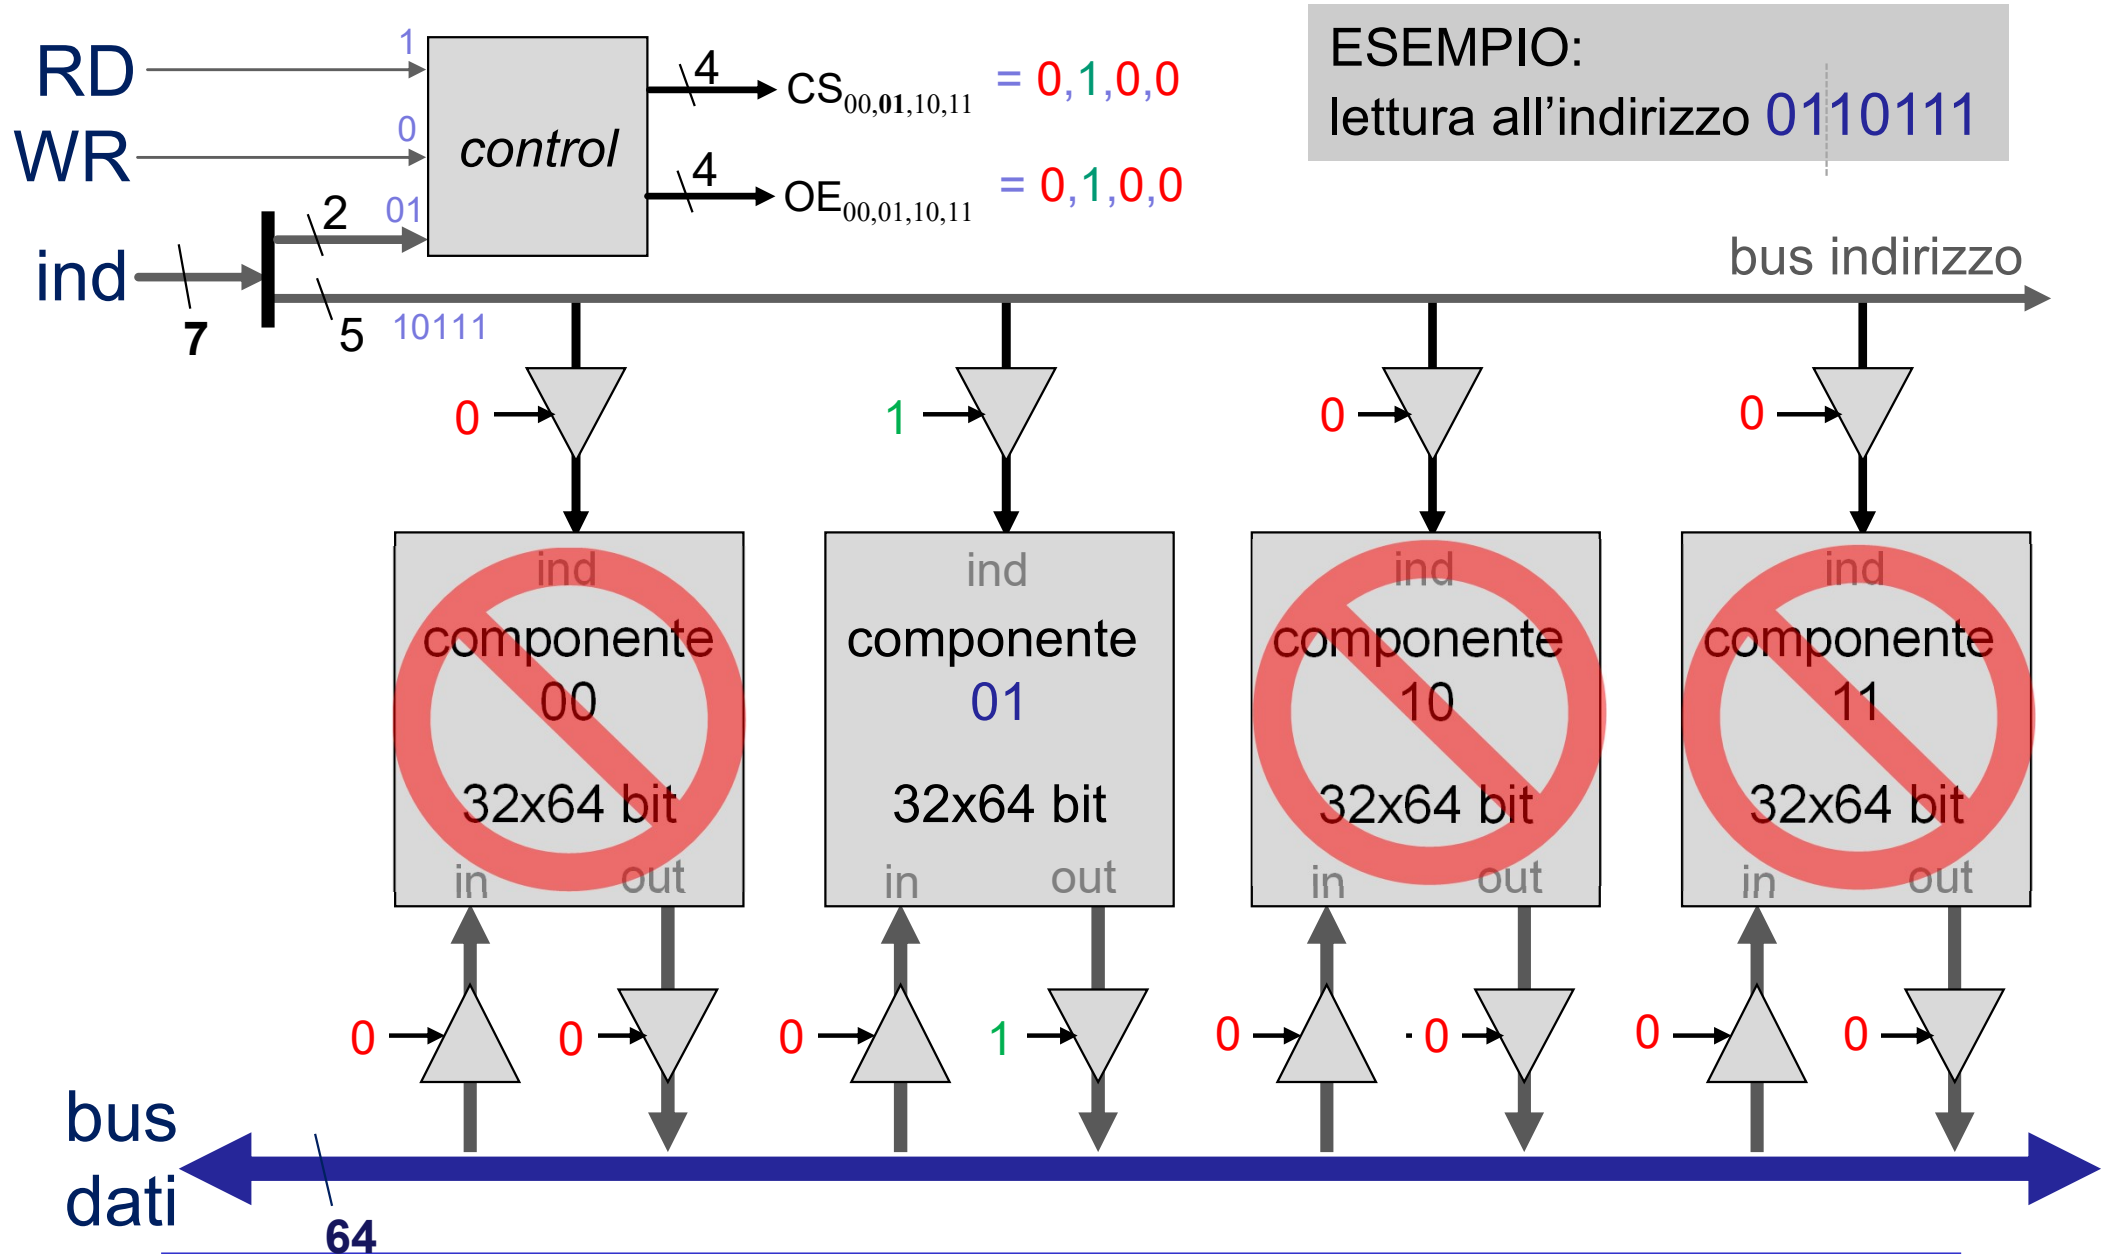 RD
1
WR
0
ind
7
2
01
5
10111
control
4
CS00,01,10,11 = 0,1,0,0
4
OE00,01,10,11 = 0,1,0,0
ESEMPIO:
lettura all'indirizzo 0110111
bus indirizzo
0
1
0
0
ind
componente
00
32x64 bit
in
out
ind
componente
01
32x64 bit
in
out
ind
componente
10
32x64 bit
in
out
ind
componente
11
32x64 bit
in
out
0
0
0
1
0
0
0
0
bus
dati
64